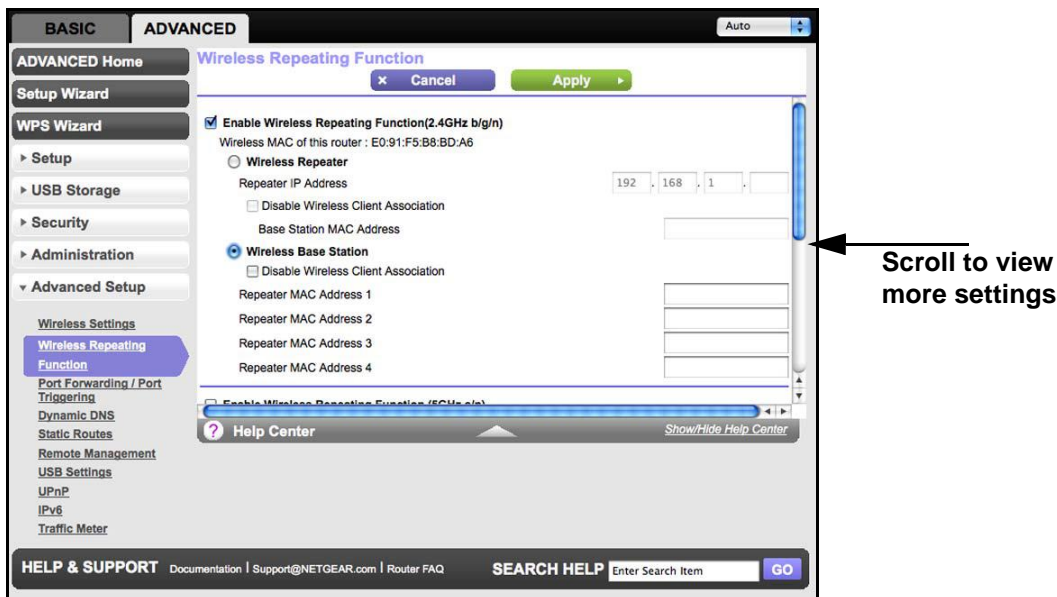 BASIC
ADVANCED
Auto
ADVANCED Home
Setup Wizard
WPS Wizard
▸ Setup
▸ USB Storage
▸ Security
▸ Administration
▾ Advanced Setup
Wireless Settings
Wireless Repeating
Function
Port Forwarding / Port
Triggering
Dynamic DNS
Static Routes
Remote Management
USB Settings
UPnP
IPv6
Traffic Meter
Wireless Repeating Function
× Cancel
Apply ▸
Enable Wireless Repeating Function(2.4GHz b/g/n)
Wireless MAC of this router : E0:91:F5:B8:BD:A6
Wireless Repeater
Repeater IP Address 192 . 168 . 1 .
Disable Wireless Client Association
Base Station MAC Address
Wireless Base Station
Disable Wireless Client Association
Repeater MAC Address 1
Repeater MAC Address 2
Repeater MAC Address 3
Repeater MAC Address 4
Enable Wireless Repeating Function (5GHz a/n)
? Help Center
Show/Hide Help Center
Scroll to view
more settings
HELP & SUPPORT Documentation | Support@NETGEAR.com | Router FAQ
SEARCH HELP Enter Search Item GO